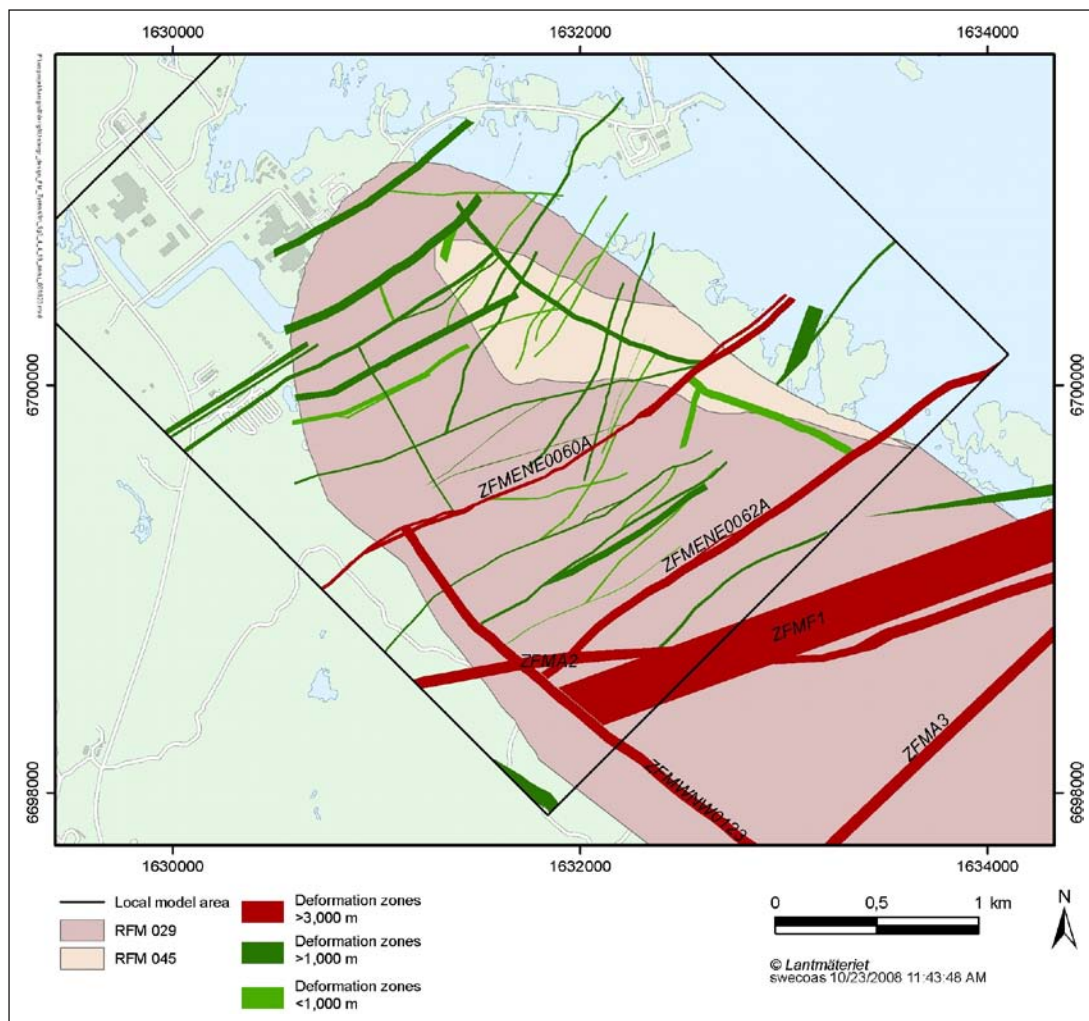 1630000
1632000
1634000
6700000
6700000
ZFMENE0060A
ZFMENE0062A
ZFMF1
ZFMA2
ZFMA3
ZFMWNW0123
6698000
6698000
1630000
1632000
1634000
Local model area
RFM 029
RFM 045
Deformation zones
>3,000 m
Deformation zones
>1,000 m
Deformation zones
<1,000 m
0 0,5 1 km
N
© Lantmäteriet
swecoas 10/23/2008 11:43:48 AM